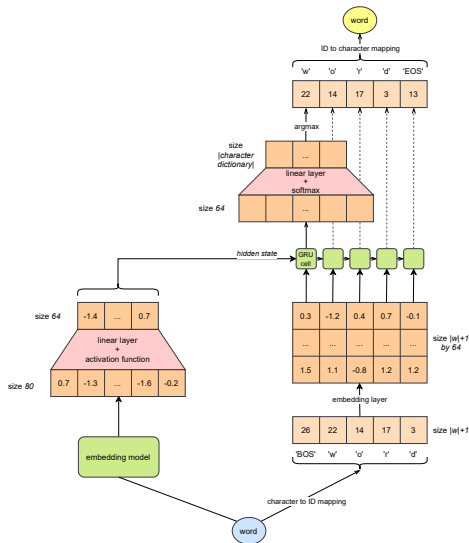 word
ID to character mapping
'w' 'o' 'r' 'd' 'EOS'
22 14 17 3 13
argmax
size
|character
dictionary|
...
linear layer
+
softmax
size 64
...
hidden state
GRU
cell
size 64
-1.4 ... 0.7
linear layer
+
activation function
size 80
0.7 -1.3 ... -1.6 -0.2
embedding model
0.3 -1.2 0.4 0.7 -0.1
... ... ... ... ...
1.5 1.1 -0.8 1.2 1.2
size |w|+1
by 64
embedding layer
26 22 14 17 3
size |w|+1
'BOS' 'w' 'o' 'r' 'd'
character to ID mapping
word